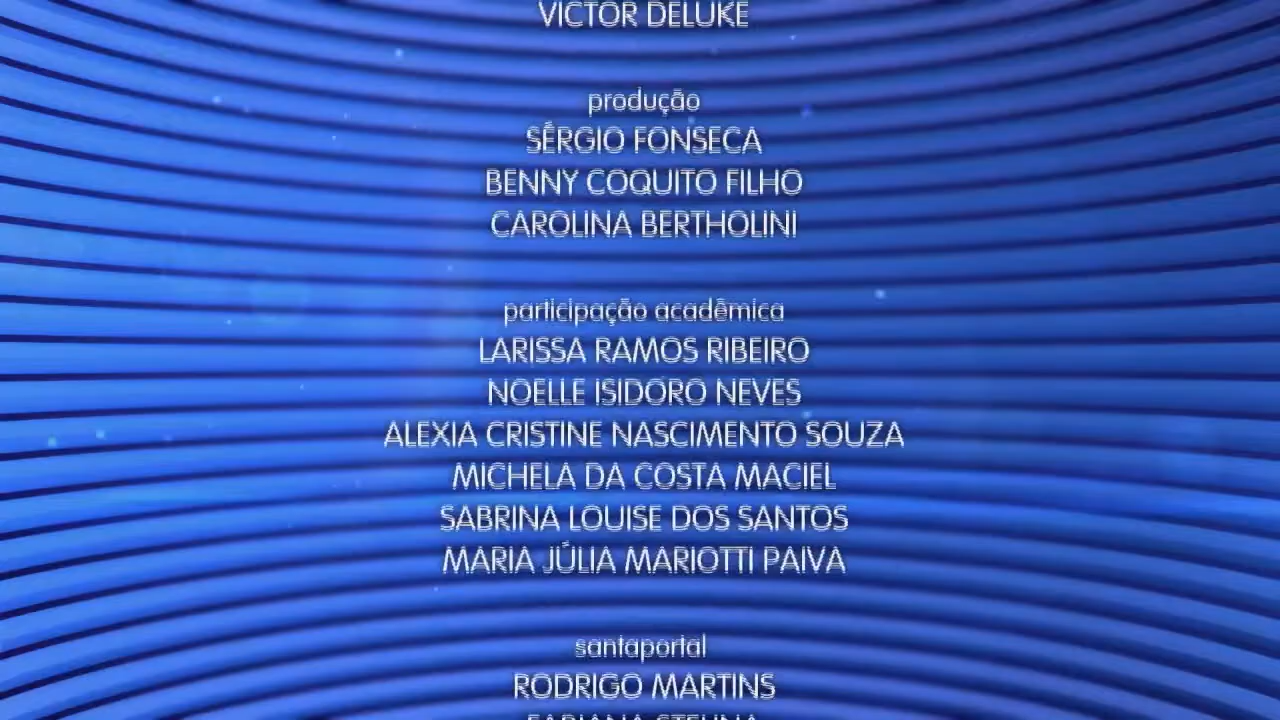 VICTOR DELUKE
produção
SÉRGIO FONSECA
BENNY COQUITO FILHO
CAROLINA BERTHOLINI
participação acadêmica
LARISSA RAMOS RIBEIRO
NOELLE ISIDORO NEVES
ALEXIA CRISTINE NASCIMENTO SOUZA
MICHELA DA COSTA MACIEL
SABRINA LOUISE DOS SANTOS
MARIA JÚLIA MARIOTTI PAIVA
santaportal
RODRIGO MARTINS